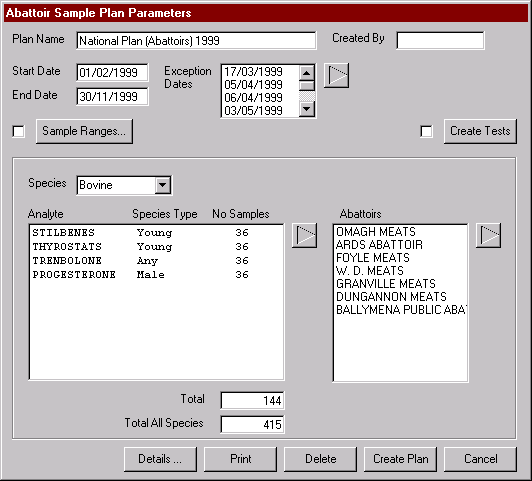 Abattoir Sample Plan Parameters
Plan Name National Plan (Abattoirs) 1999 Created By
Start Date 01/02/1999 Exception Dates 17/03/1999
05/04/1999
End Date 30/11/1999 06/04/1999
03/05/1999
Sample Ranges... Create Tests
Species Bovine
Analyte Species Type No Samples Abattoirs
STILBENES Young 36 OMAGH MEATS
THYROSTATS Young 36 ARDS ABATTOIR
TRENBOLONE Any 36 FOYLE MEATS
PROGESTERONE Male 36 W. D. MEATS
GRANVILLE MEATS
DUNGANNON MEATS
BALLYMENA PUBLIC ABA
Total 144
Total All Species 415
Details ... Print Delete Create Plan Cancel